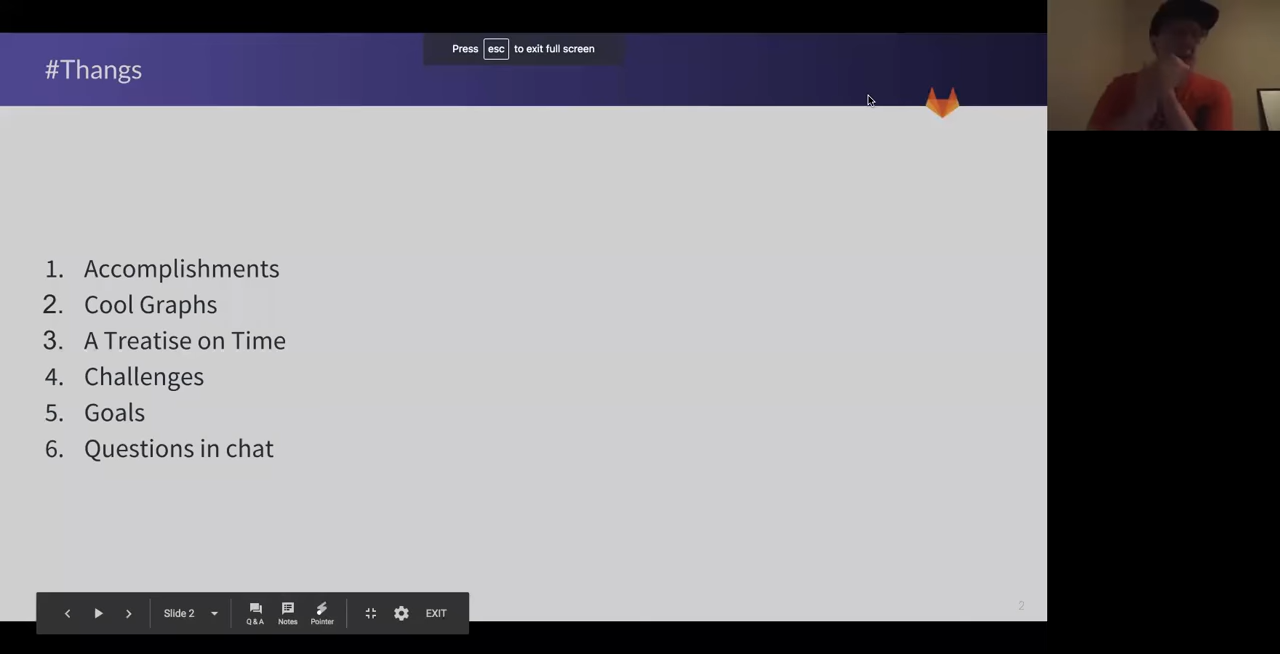 Press esc to exit full screen
#Thangs
1. Accomplishments
2. Cool Graphs
3. A Treatise on Time
4. Challenges
5. Goals
6. Questions in chat
2
Slide 2
Q & A
Notes
Pointer
EXIT